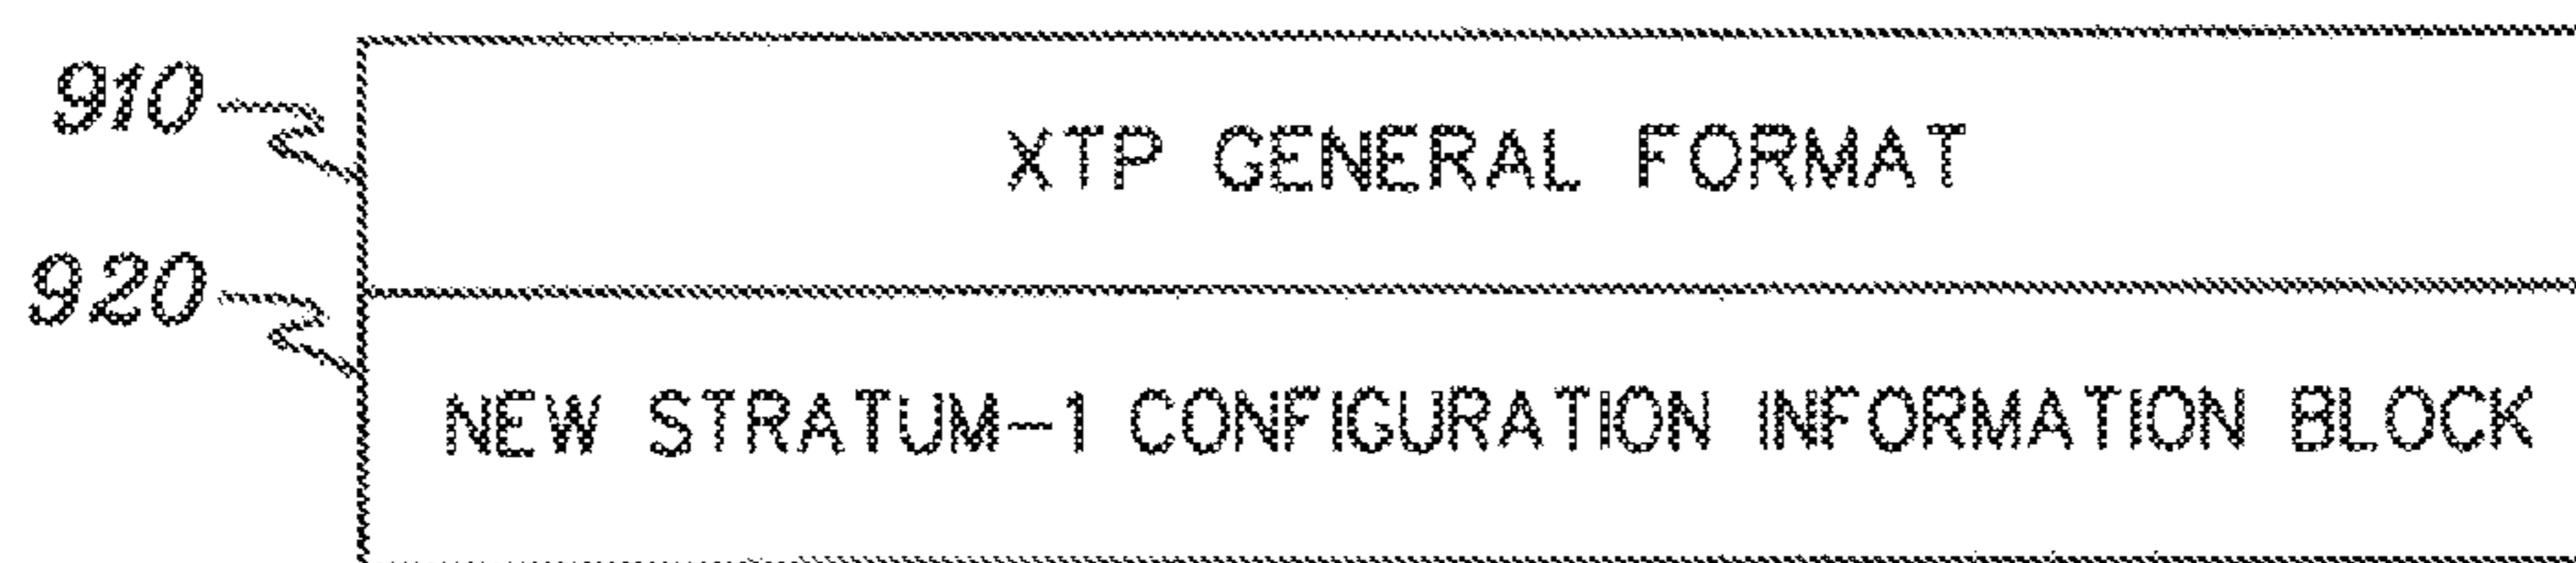 910
XTP GENERAL FORMAT
920
NEW STRATUM-1 CONFIGURATION INFORMATION BLOCK